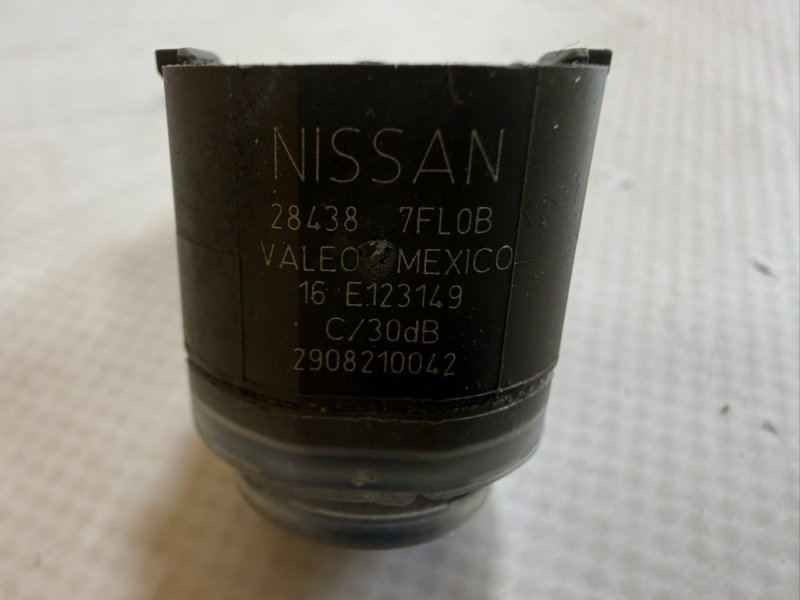 NISSAN
28438 7FL0B
VALEO MEXICO
16 E123149
C/30dB
2908210042